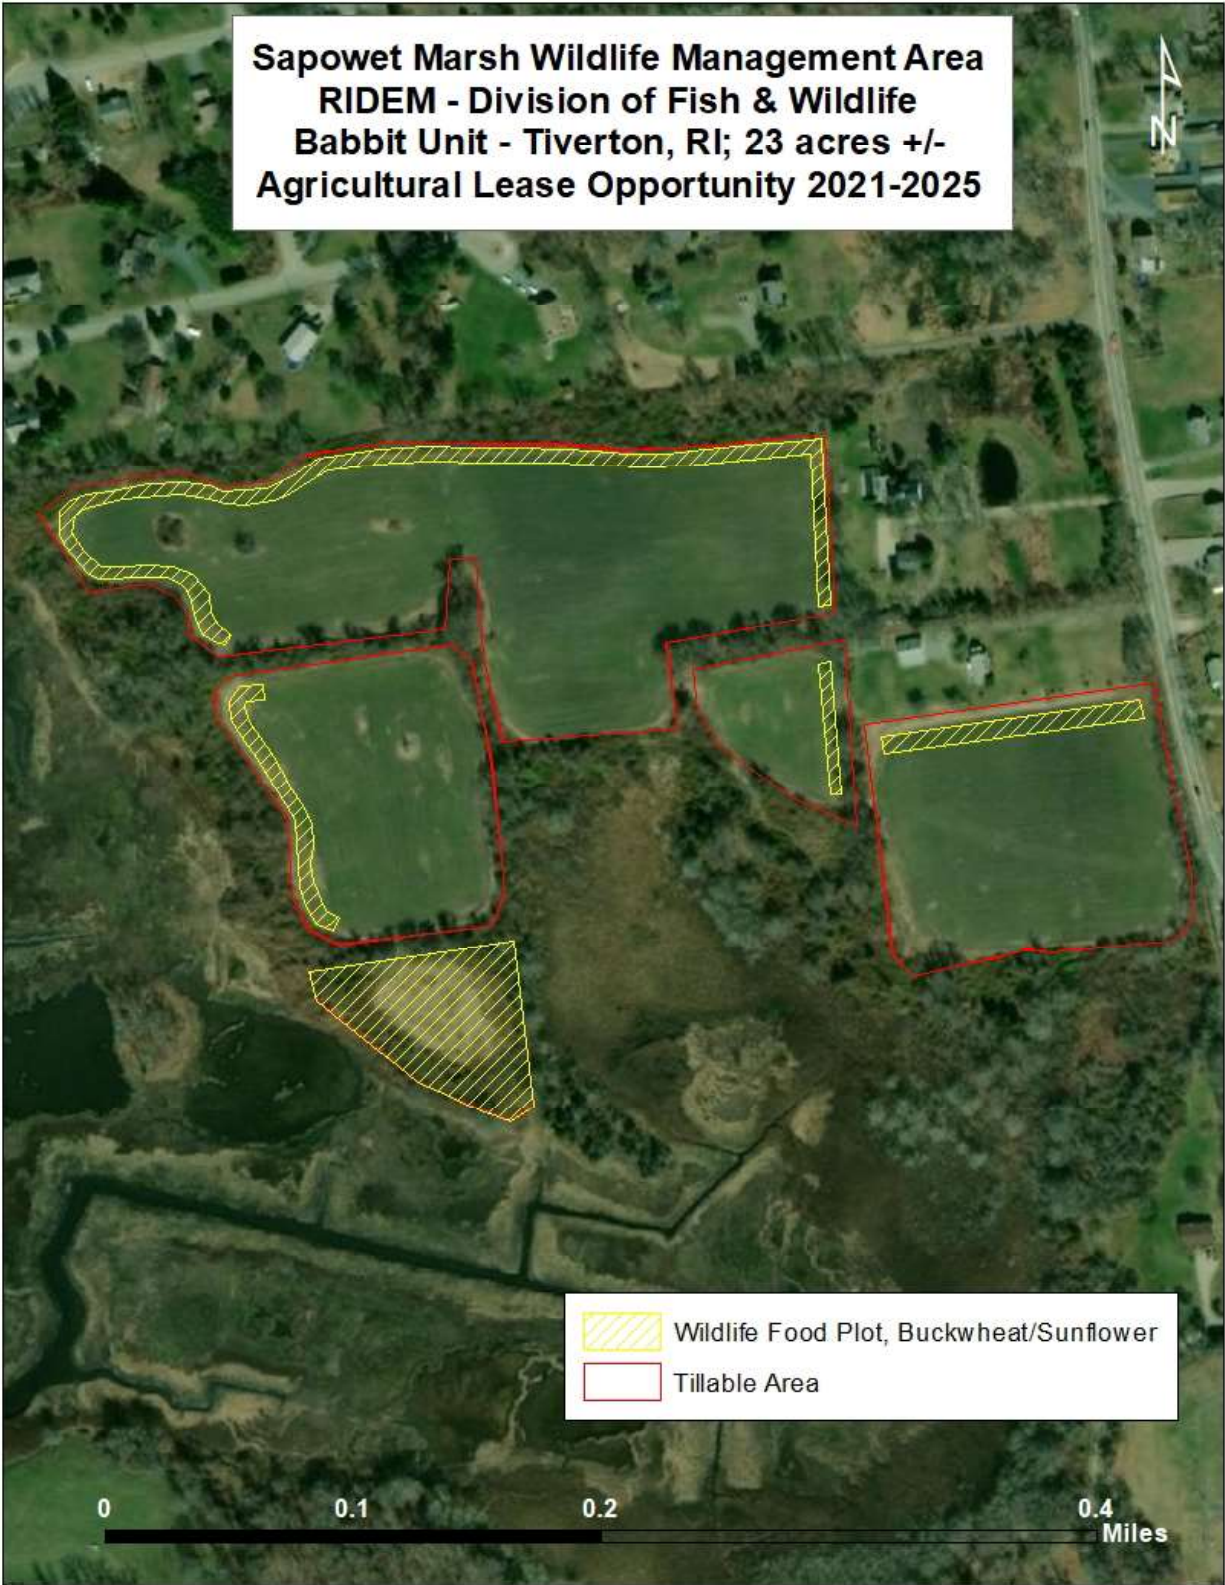 Sapowet Marsh Wildlife Management Area
RIDEM - Division of Fish & Wildlife
Babbit Unit - Tiverton, RI; 23 acres +/-
Agricultural Lease Opportunity 2021-2025
N
Wildlife Food Plot, Buckwheat/Sunflower
Tillable Area
0 0.1 0.2 0.4
Miles